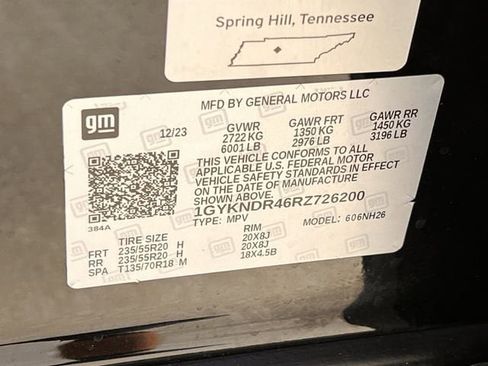 Spring Hill, Tennessee
gm
MFD BY GENERAL MOTORS LLC
12/23 GVWR GAWR FRT GAWR RR
2722 KG 1350 KG 1450 KG
6001 LB 2976 LB 3196 LB
THIS VEHICLE CONFORMS TO ALL
APPLICABLE U.S. FEDERAL MOTOR
VEHICLE SAFETY STANDARDS IN EFFECT
ON THE DATE OF MANUFACTURE
SHOWN ABOVE.
1GYKNDR46RZ726200
384A
TYPE: MPV MODEL: 606NH26
TIRE SIZE RIM
FRT 235/55R20 H 20X8J
RR 235/55R20 H 20X8J
SPA T135/70R18 M 18X4.5B